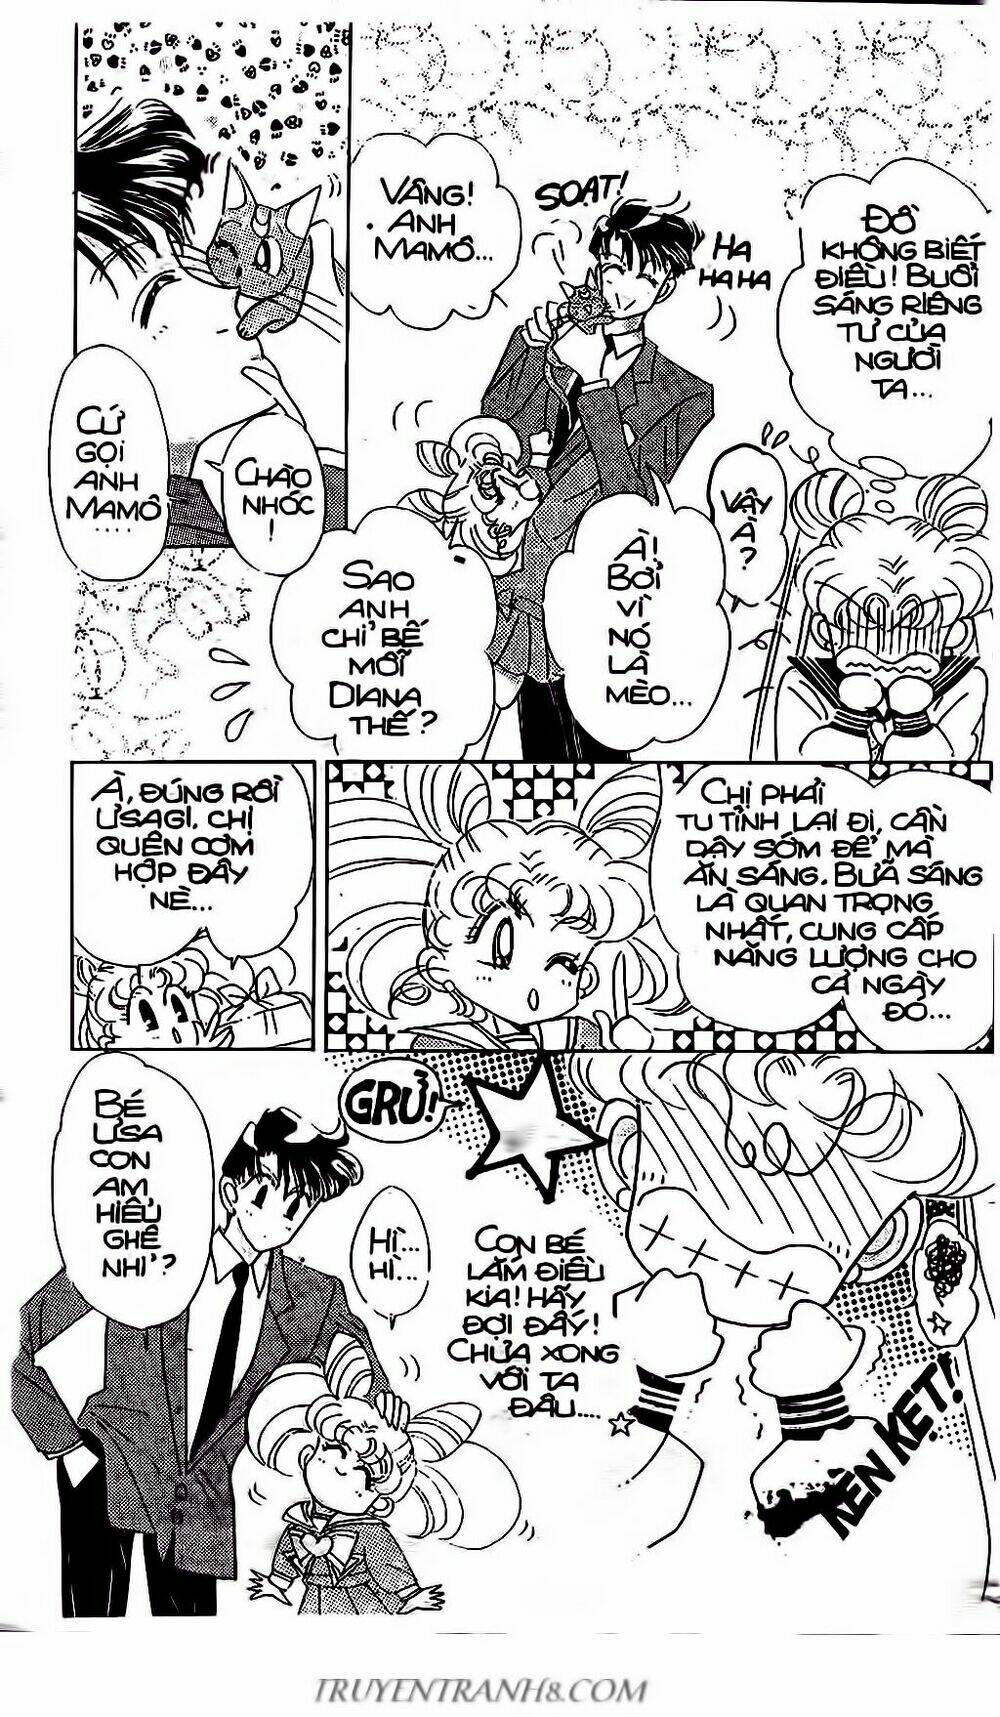 VÂNG!
ANH
MAMÔ...
SOẠT!
HA
HA HA HA
ĐỒ
KHÔNG BIẾT
ĐIỀU! BUỔI
SÁNG RIÊNG
TƯ CỦA
NGƯỜI
TA...
CỨ
GỌI
ANH
MAMÔ
.....
CHÀO
NHÓC
!
SAO
ANH
CHỈ BẾ
MỖI
DIANA
THẾ?
À!
BỞI
VÌ
NÓ
LÀ
MÈO...
VẬY
À
?
À, ĐÚNG RỒI
USAGI. CHỊ
QUÊN CƠM
HỘP ĐÂY
NÈ...
CHỊ PHẢI
TU TỈNH LẠI ĐI, CẦN
DẬY SỚM ĐỂ MÀ
ĂN SÁNG. BỮA SÁNG
LÀ QUAN TRỌNG
NHẤT, CUNG CẤP
NĂNG LƯỢNG CHO
CẢ NGÀY
ĐÓ...
BÉ
USA
CON
AM
HIỂU
GHÊ
NHỈ?
GRỪ!
HÌ...
HÌ...
CON BÉ
LẮM ĐIỀU
KIA! HÃY
ĐỢI ĐẤY!
CHƯA XONG
VỚI TA
ĐÂU....
KÈN KẸT!
TRUYENTRANH8.COM